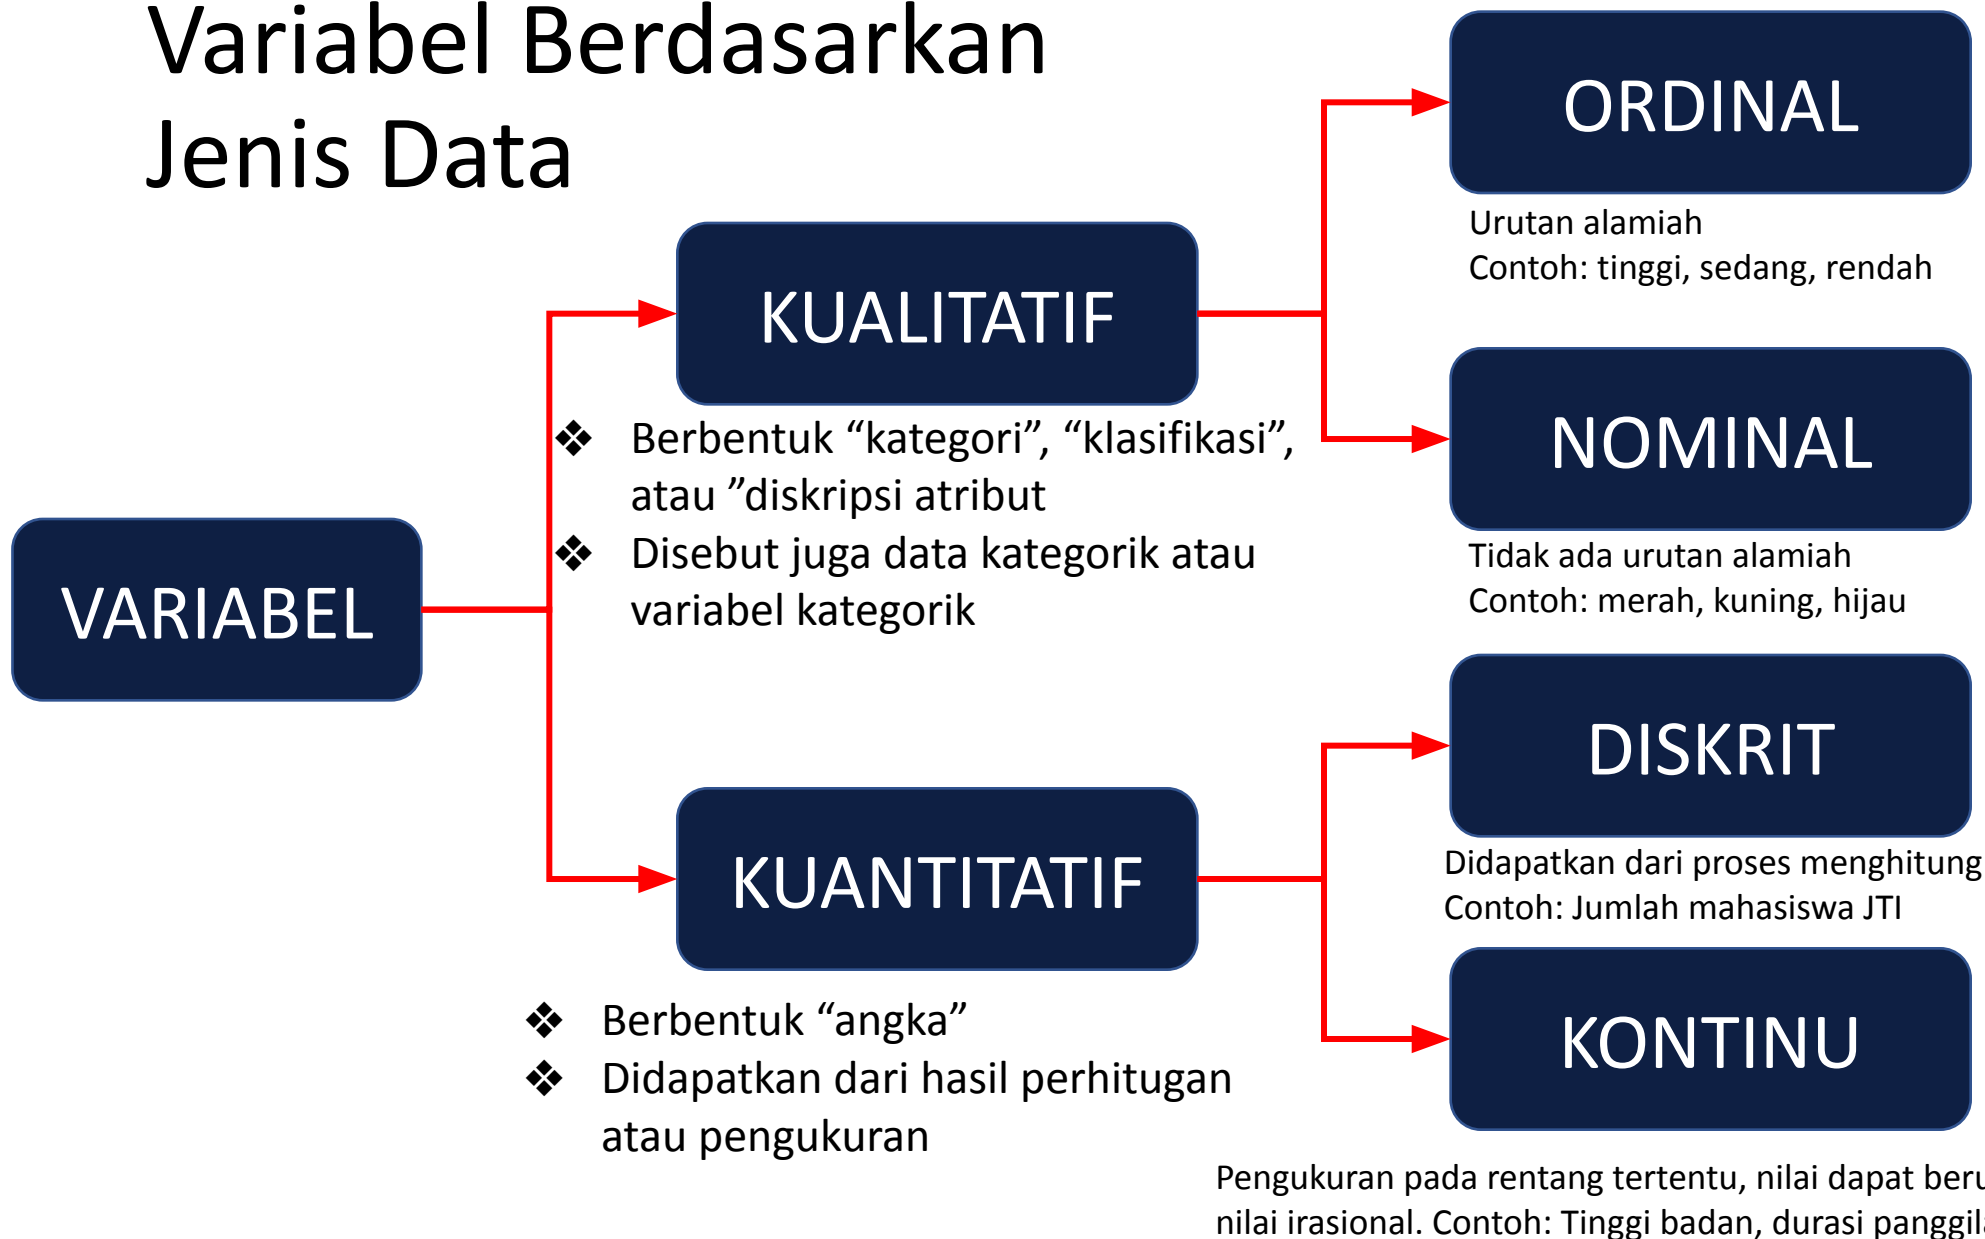 Variabel Berdasarkan
Jenis Data
VARIABEL
KUALITATIF
❖ Berbentuk “kategori”, “klasifikasi”,
atau ”diskripsi atribut
❖ Disebut juga data kategorik atau
variabel kategorik
ORDINAL
Urutan alamiah
Contoh: tinggi, sedang, rendah
NOMINAL
Tidak ada urutan alamiah
Contoh: merah, kuning, hijau
KUANTITATIF
❖ Berbentuk “angka”
❖ Didapatkan dari hasil perhitugan
atau pengukuran
DISKRIT
Didapatkan dari proses menghitung
Contoh: Jumlah mahasiswa JTI
KONTINU
Pengukuran pada rentang tertentu, nilai dapat
nilai irasional. Contoh: Tinggi badan, durasi